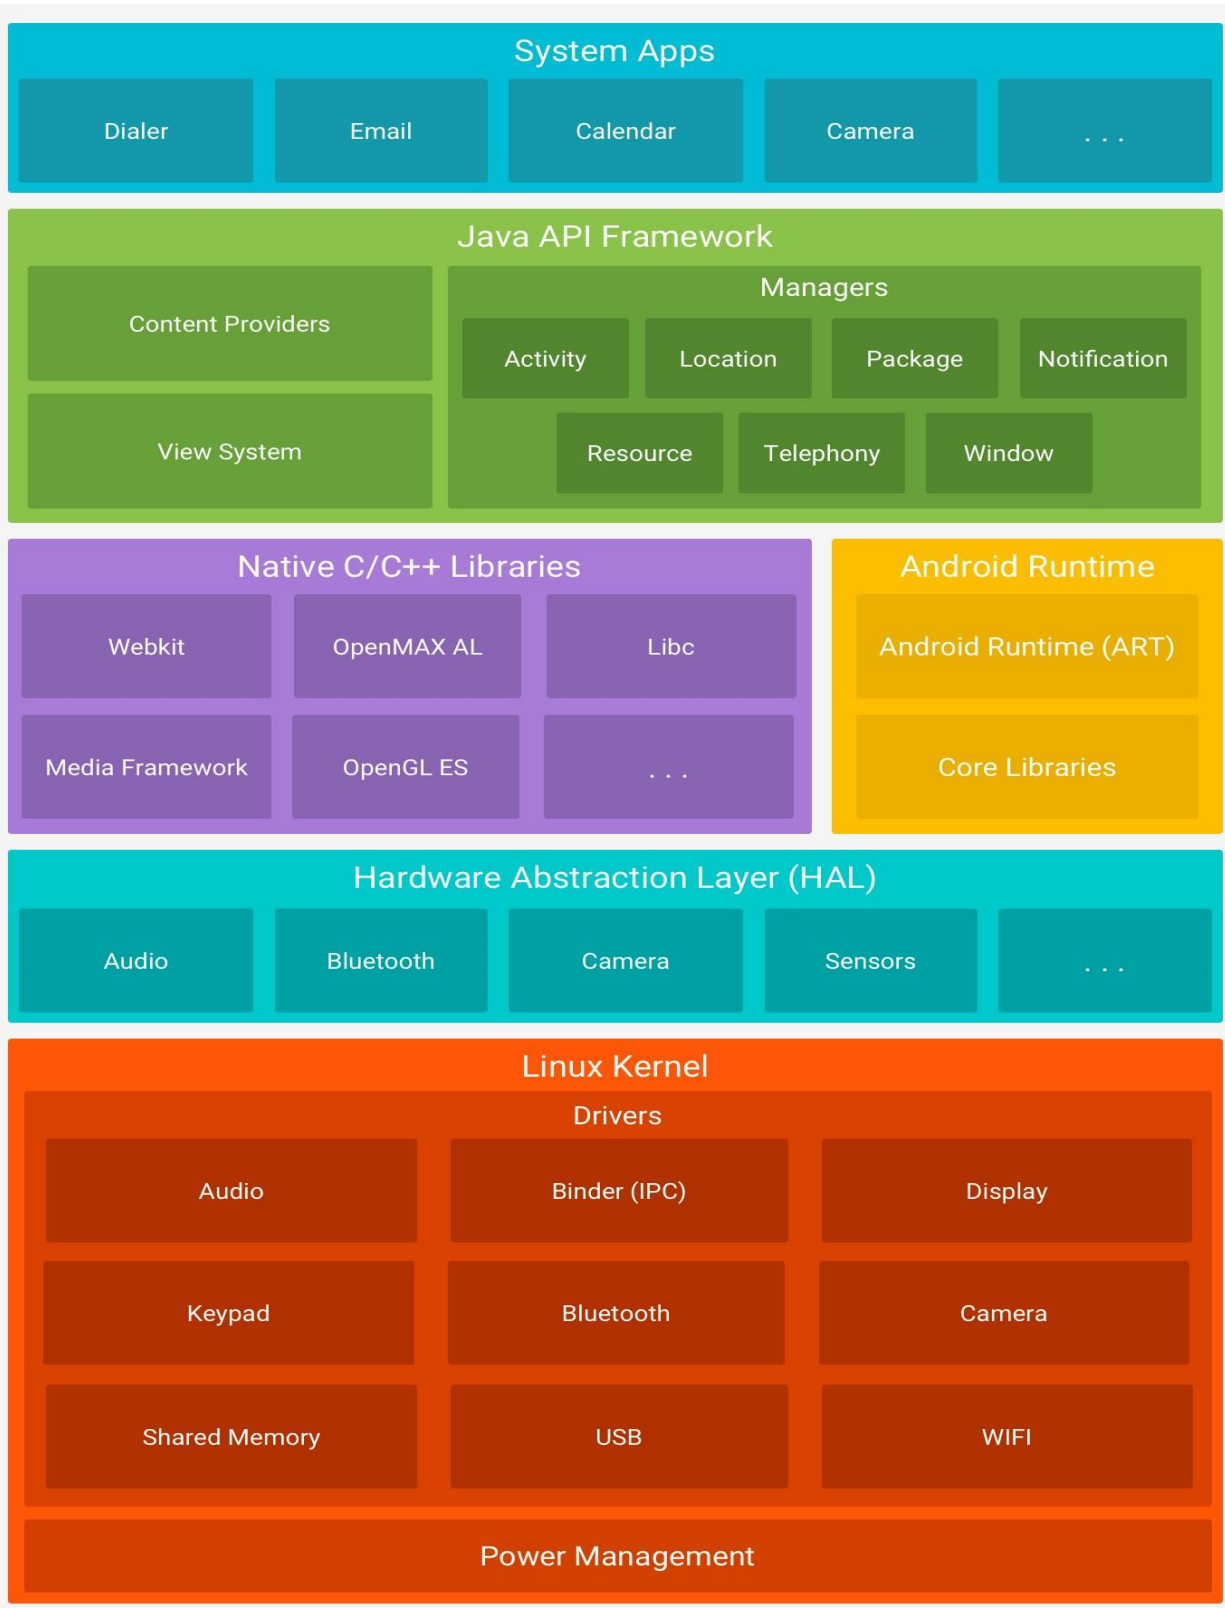 System Apps
Dialer Email Calendar Camera . . .
Java API Framework
Content Providers
View System
Managers
Activity Location Package Notification
Resource Telephony Window
Native C/C++ Libraries
Webkit OpenMAX AL Libc
Media Framework OpenGL ES . . .
Android Runtime
Android Runtime (ART)
Core Libraries
Hardware Abstraction Layer (HAL)
Audio Bluetooth Camera Sensors . . .
Linux Kernel
Drivers
Audio Binder (IPC) Display
Keypad Bluetooth Camera
Shared Memory USB WIFI
Power Management